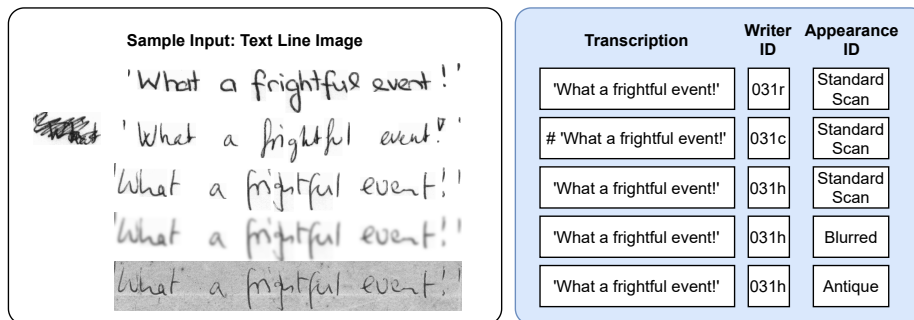 Sample Input: Text Line Image
'What a frightful event!'
'What a frightful event!'
'What a frightful event!'
'What a frightful event!'
'What a frightful event!'
Transcription Writer ID Appearance ID
'What a frightful event!' 031r Standard Scan
# 'What a frightful event!' 031c Standard Scan
'What a frightful event!' 031h Standard Scan
'What a frightful event!' 031h Blurred
'What a frightful event!' 031h Antique